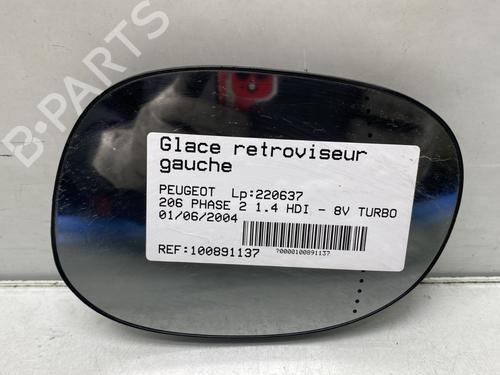 B-PARTS
Glace retroviseur
gauche
PEUGEOT Lp:220637
206 PHASE 2 1.4 HDI - 8V TURBO
01/06/2004
REF:100891137
?0000100891137